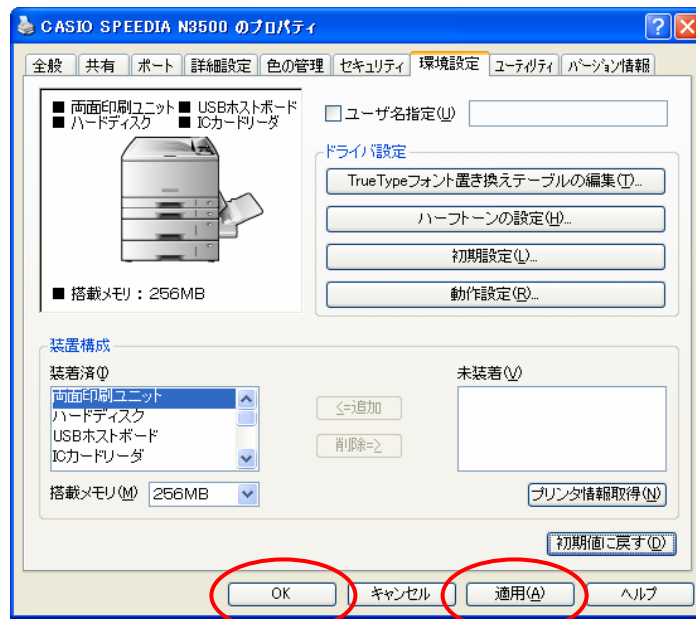 CASIO SPEEDIA N3500 のプロパティ
全般 共有 ポート 詳細設定 色の管理 セキュリティ 環境設定 ユーティリティ バージョン情報
■ 両面印刷ユニット ■ USBホストボード
■ ハードディスク ■ ICカードリーダ
■ 搭載メモリ：256MB
ユーザ名指定(U)
ドライバ設定
TrueTypeフォント置き換えテーブルの編集(T)...
ハーフトーンの設定(H)...
初期設定(L)...
動作設定(R)...
装置構成
装着済(I)
両面印刷ユニット
ハードディスク
USBホストボード
ICカードリーダ
<=追加
削除=>
未装着(V)
搭載メモリ(M) 256MB
プリンタ情報取得(N)
初期値に戻す(D)
OK キャンセル 適用(A) ヘルプ